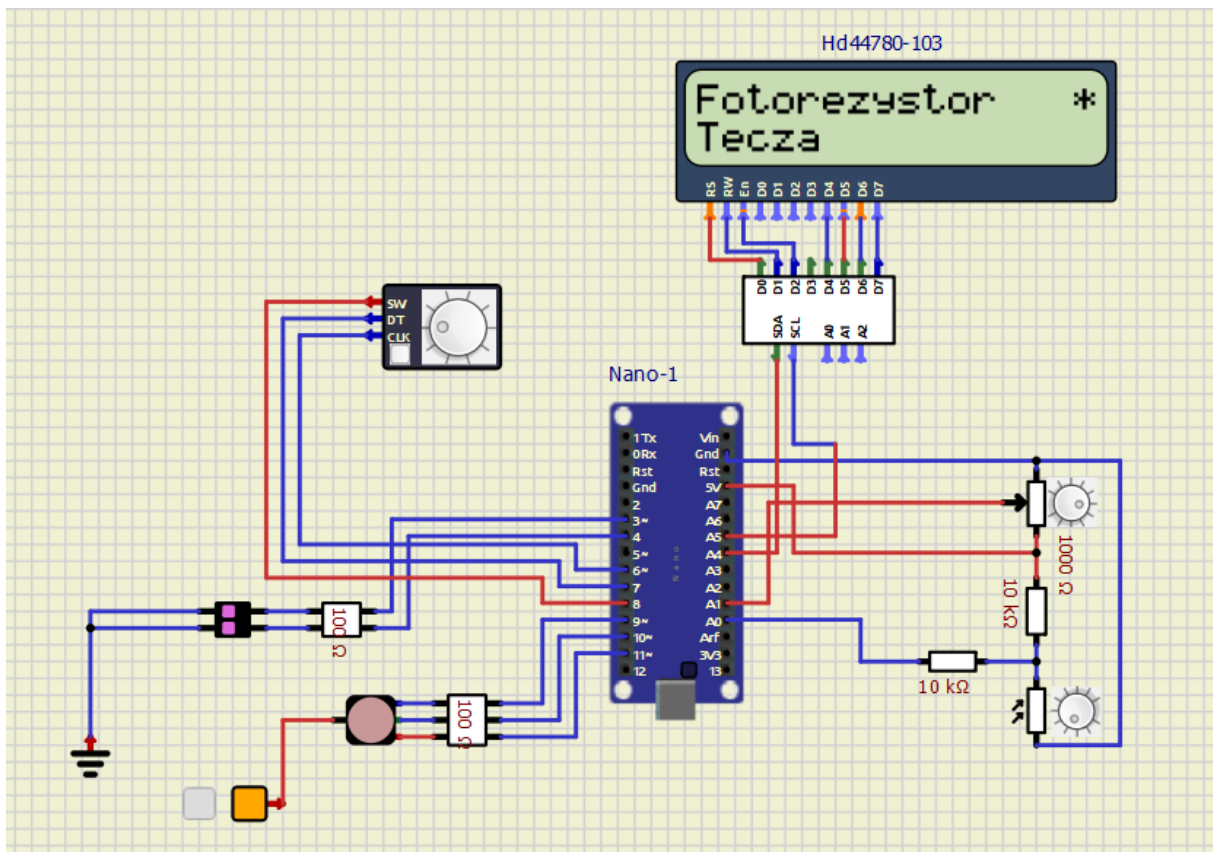 Hd44780-103
Fotorezystor *
Tecza
RS RW En D0 D1 D2 D3 D4 D5 D6 D7
D0 D1 D2 D3 D4 D5 D6 D7
SDA SCL A0 A1 A2
SW
DT
CLK
Nano-1
1Tx Vin
0Rx Gnd
Rst Rst
Gnd 5V
2 A7
3~ A6
4 A5
5~ A4
6~ A3
7 A2
8 A1
9~ A0
10~ Arf
11~ 3V3
12 13
Nano
1000 Ω
10 kΩ
10 kΩ
100 Ω
100 Ω